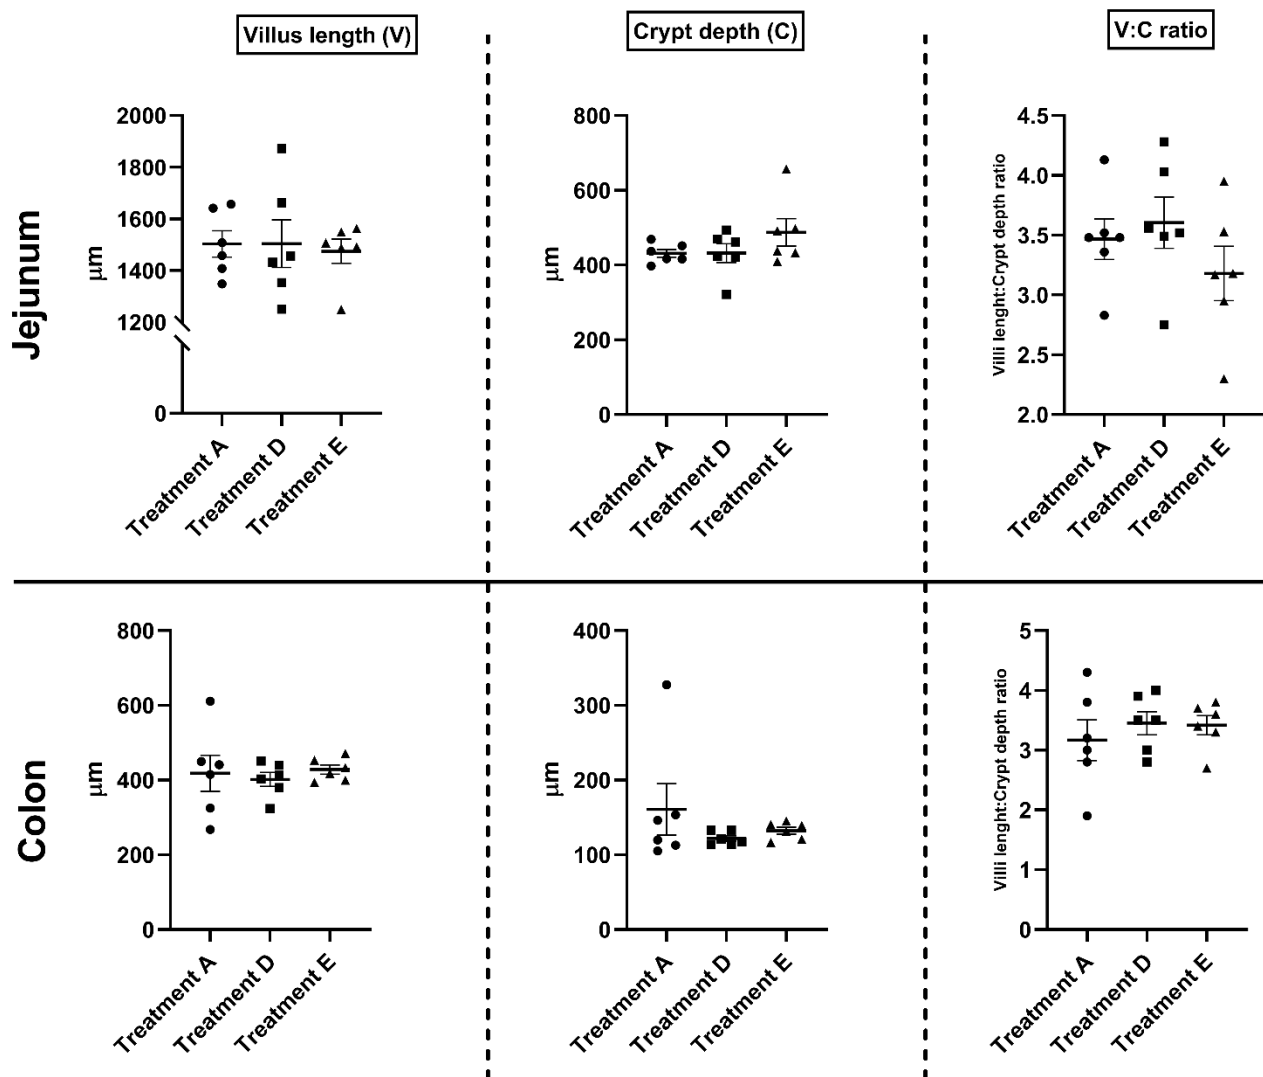 Villus length (V)
Crypt depth (C)
V:C ratio
Jejunum
μm
2000
1800
1600
1400
1200
0
Treatment A
Treatment D
Treatment E
μm
800
600
400
200
0
Treatment A
Treatment D
Treatment E
Villi lenght:Crypt depth ratio
4.5
4.0
3.5
3.0
2.5
2.0
Treatment A
Treatment D
Treatment E
Colon
μm
800
600
400
200
0
Treatment A
Treatment D
Treatment E
μm
400
300
200
100
0
Treatment A
Treatment D
Treatment E
Villi lenght:Crypt depth ratio
5
4
3
2
1
0
Treatment A
Treatment D
Treatment E